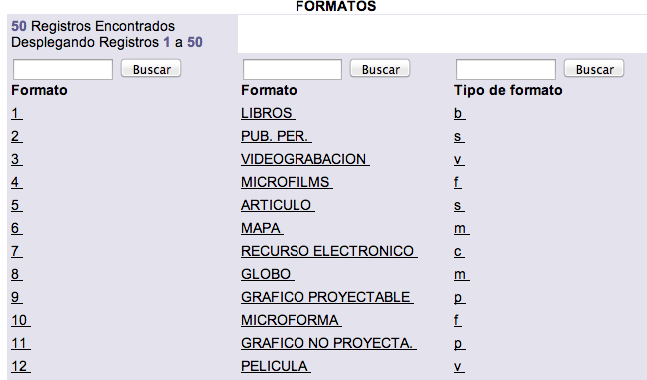 FORMATOS
50 Registros Encontrados
Desplegando Registros 1 a 50
Buscar Buscar Buscar
Formato Formato Tipo de formato
1 LIBROS b
2 PUB. PER. s
3 VIDEOGRABACION v
4 MICROFILMS f
5 ARTICULO s
6 MAPA m
7 RECURSO ELECTRONICO c
8 GLOBO m
9 GRAFICO PROYECTABLE p
10 MICROFORMA f
11 GRAFICO NO PROYECTA. p
12 PELICULA v